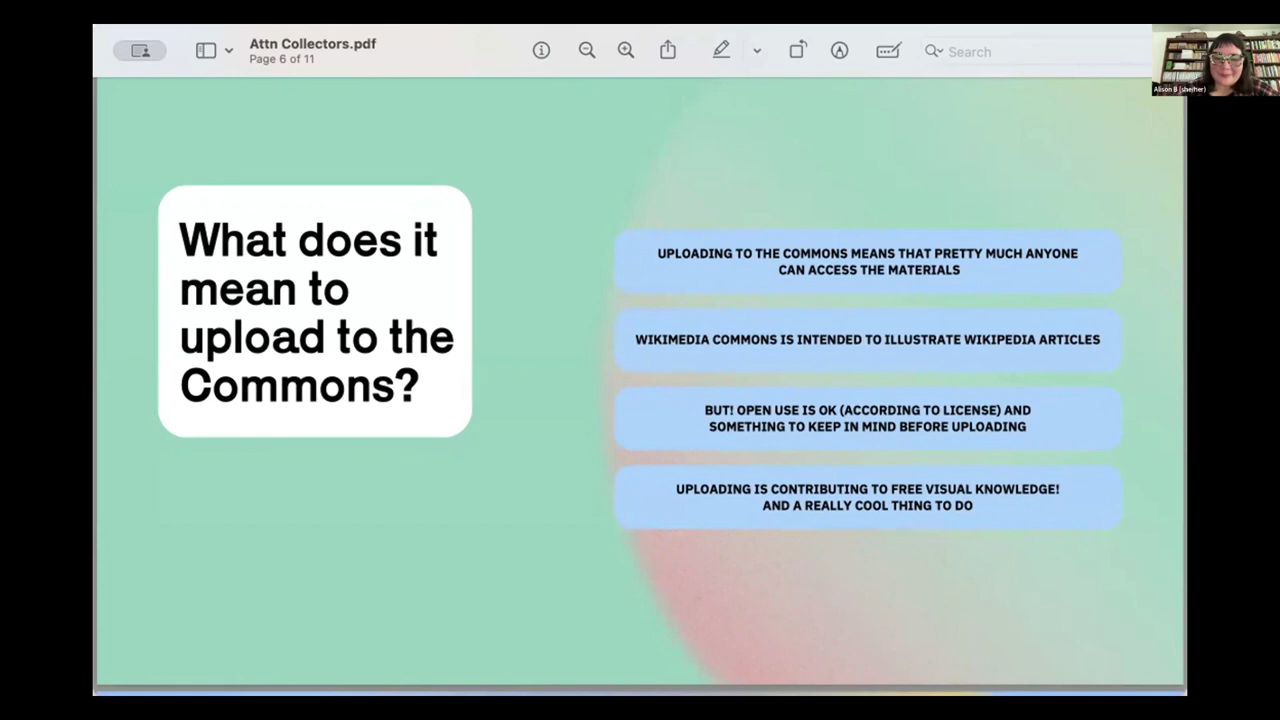 Attn Collectors.pdf
Page 6 of 11
Search
Alison B (she/her)
What does it
mean to
upload to the
Commons?
UPLOADING TO THE COMMONS MEANS THAT PRETTY MUCH ANYONE
CAN ACCESS THE MATERIALS
WIKIMEDIA COMMONS IS INTENDED TO ILLUSTRATE WIKIPEDIA ARTICLES
BUT! OPEN USE IS OK (ACCORDING TO LICENSE) AND
SOMETHING TO KEEP IN MIND BEFORE UPLOADING
UPLOADING IS CONTRIBUTING TO FREE VISUAL KNOWLEDGE!
AND A REALLY COOL THING TO DO